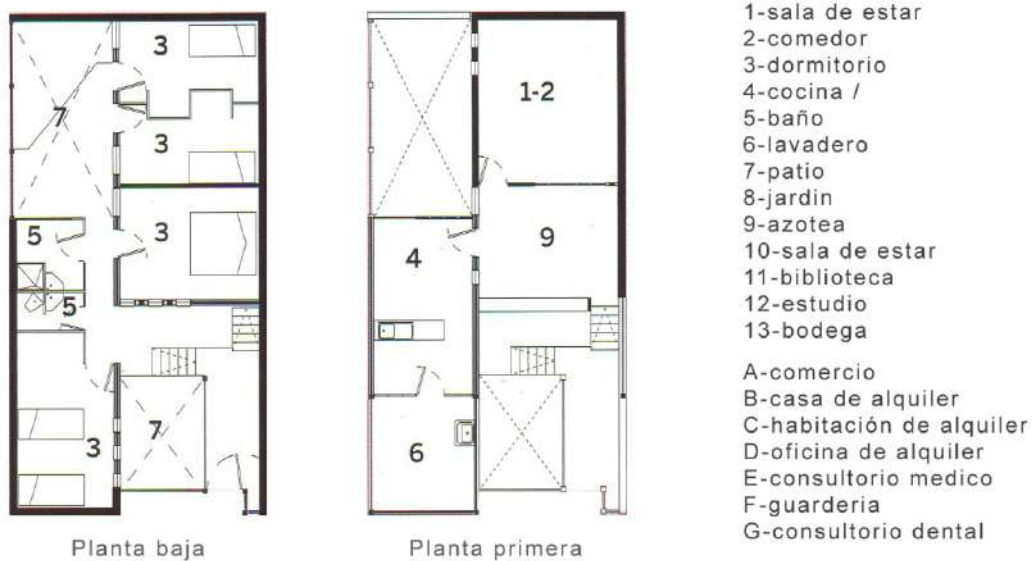 3
7
3
3
5
5
3
7
Planta baja
1-2
4
9
6
Planta primera
1-sala de estar
2-comedor
3-dormitorio
4-cocina /
5-baño
6-lavadero
7-patio
8-jardin
9-azotea
10-sala de estar
11-biblioteca
12-estudio
13-bodega
A-comercio
B-casa de alquiler
C-habitación de alquiler
D-oficina de alquiler
E-consultorio medico
F-guarderia
G-consultorio dental